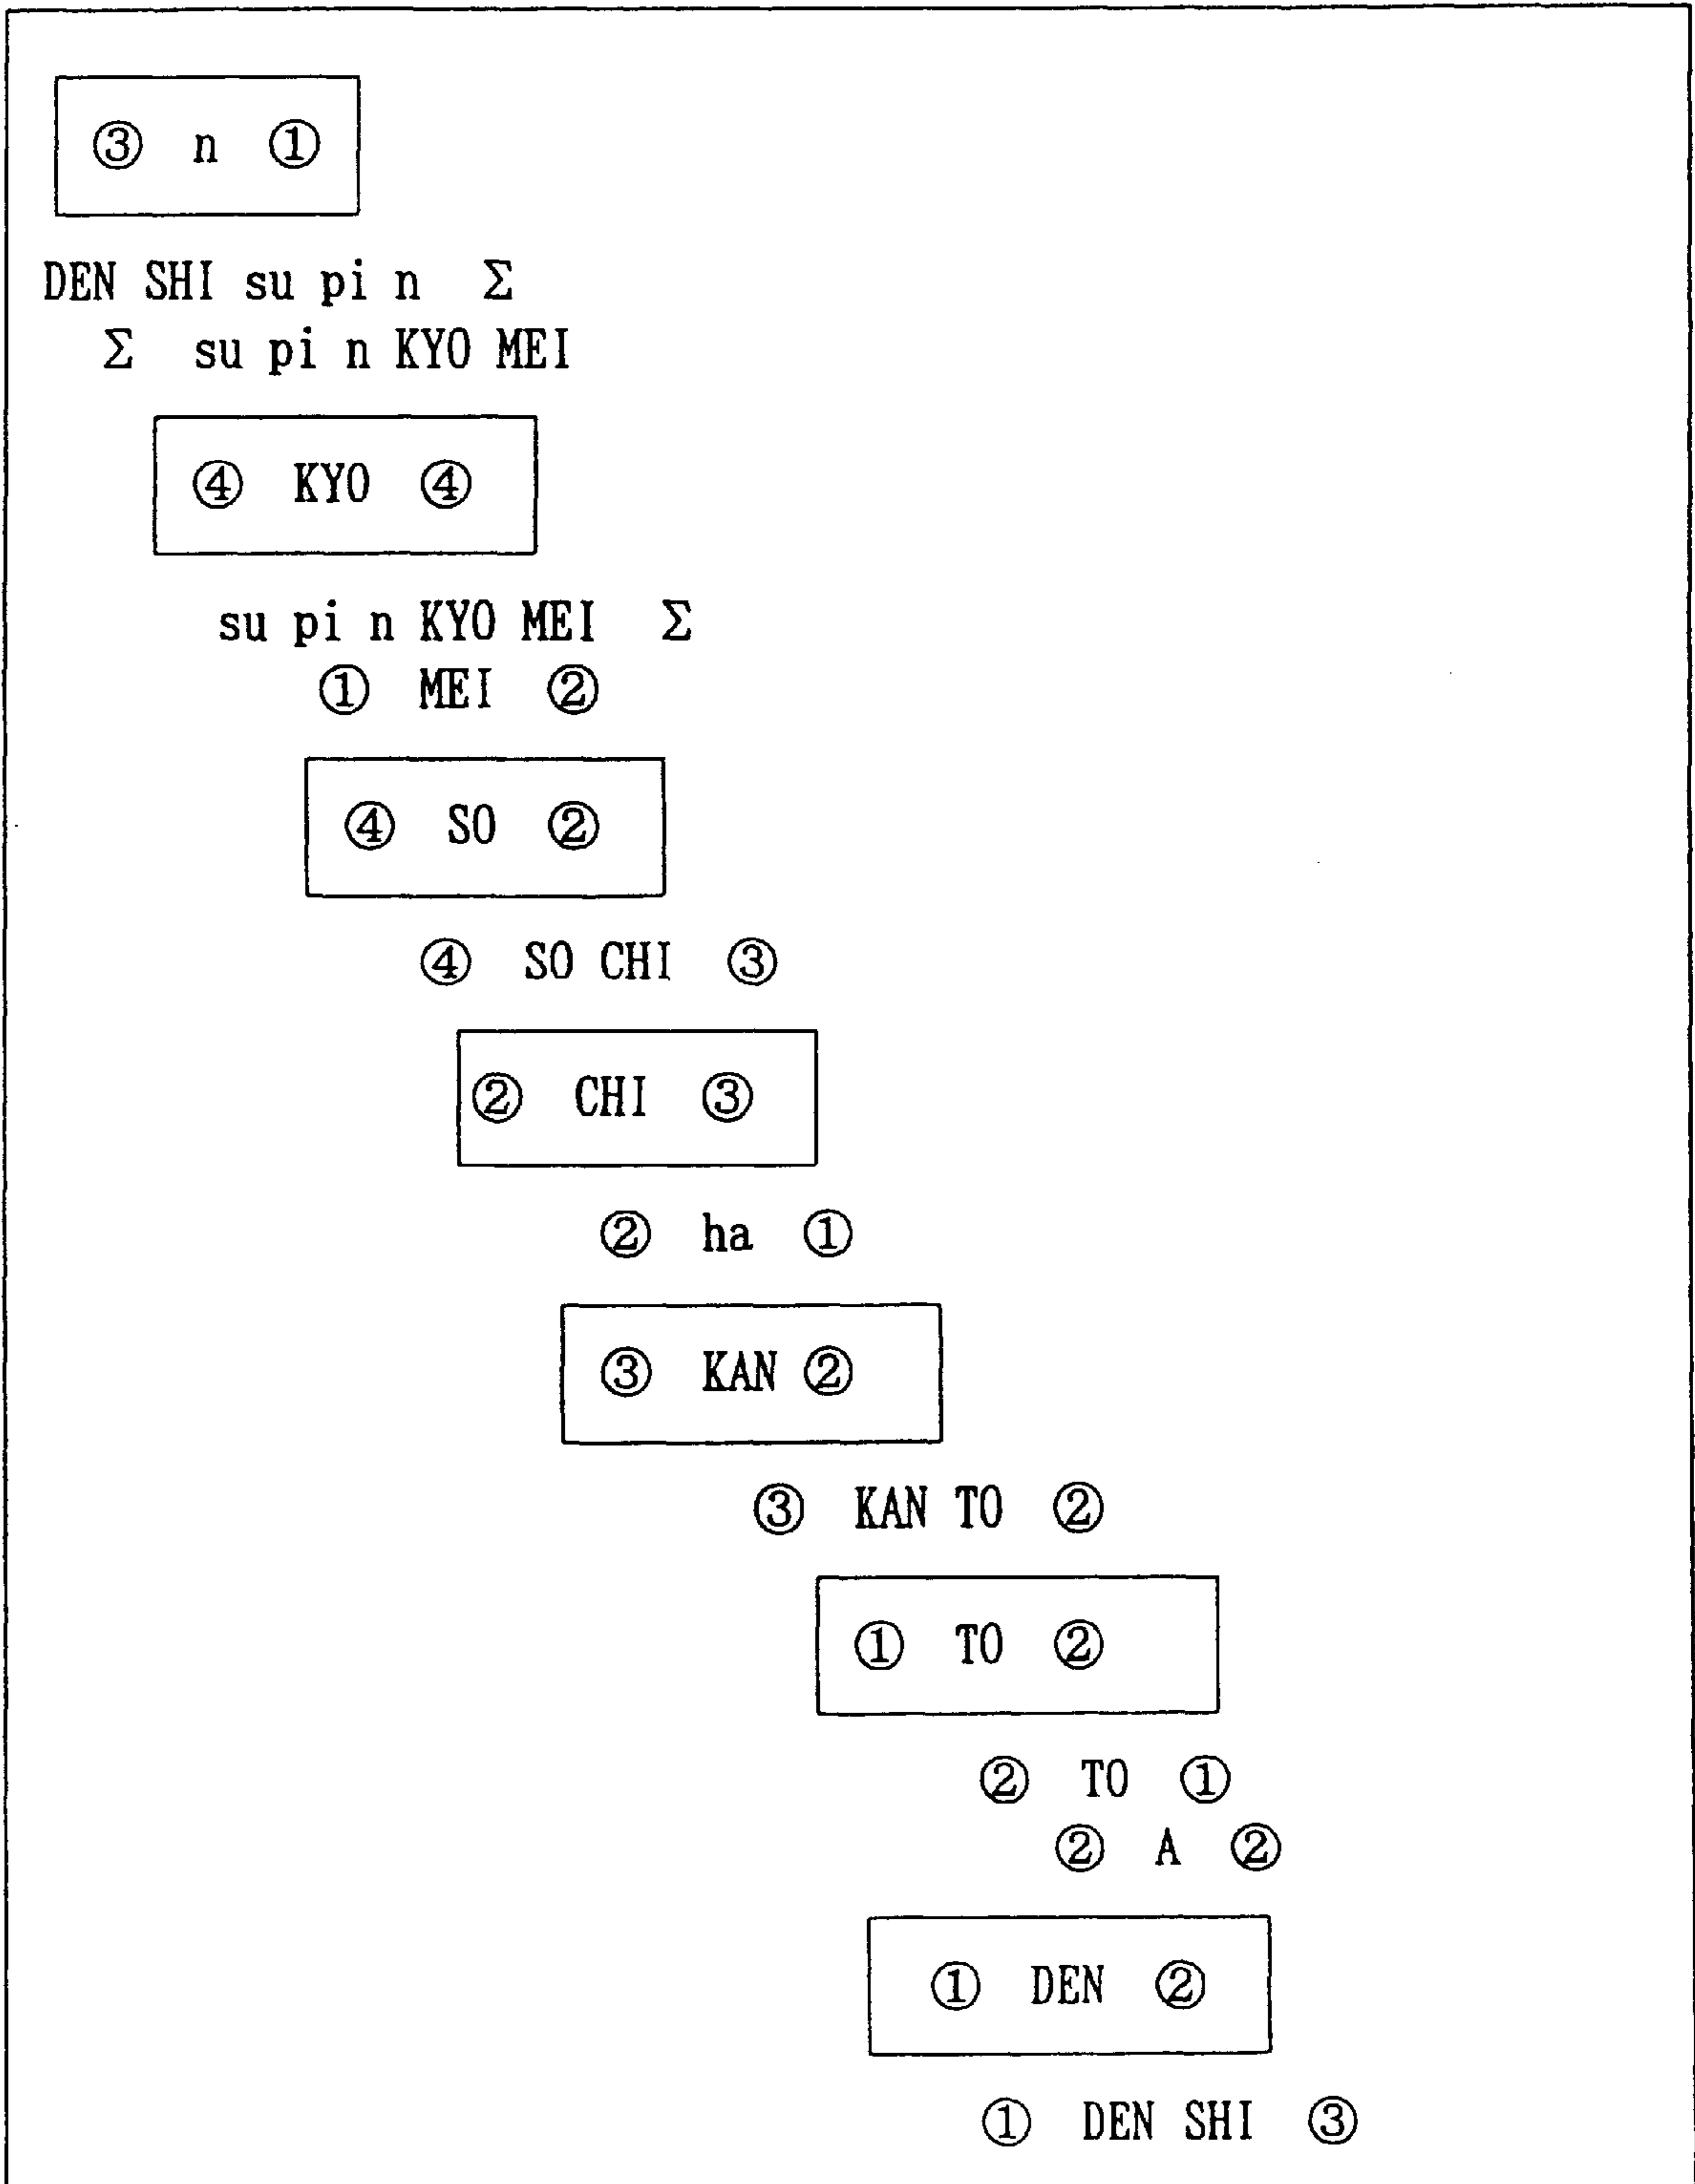 ③ n ①
DEN SHI su pi n Σ
Σ su pi n KYO MEI
④ KYO ④
su pi n KYO MEI Σ
① MEI ②
④ SO ②
④ SO CHI ③
② CHI ③
② ha ①
③ KAN ②
③ KAN TO ②
① TO ②
② TO ①
② A ②
① DEN ②
① DEN SHI ③